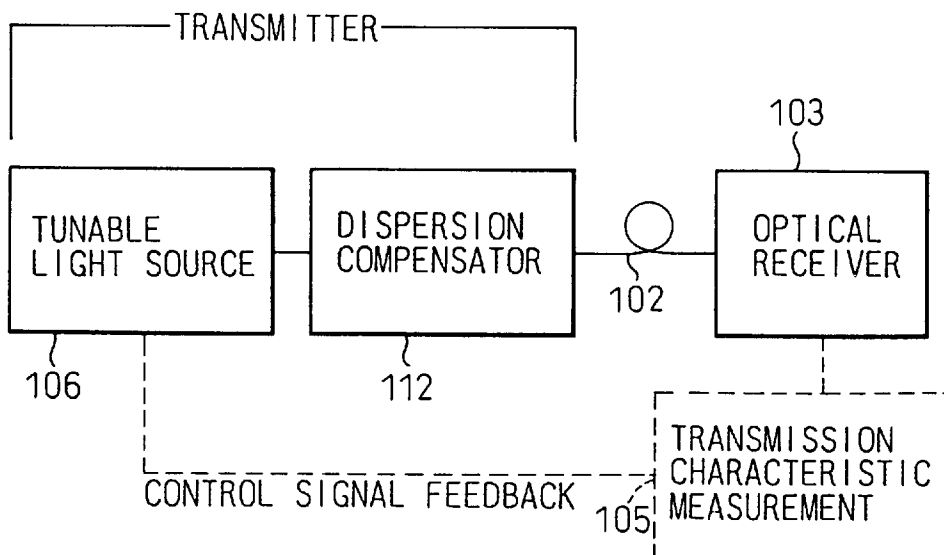 TRANSMITTER
103
TUNABLE
LIGHT SOURCE
DISPERSION
COMPENSATOR
OPTICAL
RECEIVER
102
106
112
TRANSMISSION
CHARACTERISTIC
MEASUREMENT
CONTROL SIGNAL FEEDBACK
105